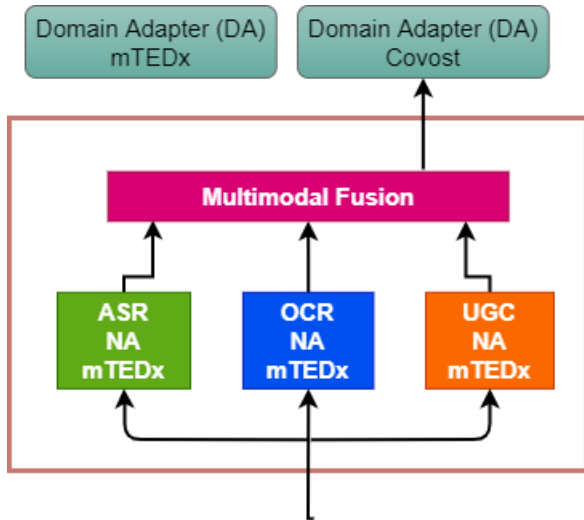 Domain Adapter (DA)
mTEDx
Domain Adapter (DA)
Covost
Multimodal Fusion
ASR
NA
mTEDx
OCR
NA
mTEDx
UGC
NA
mTEDx